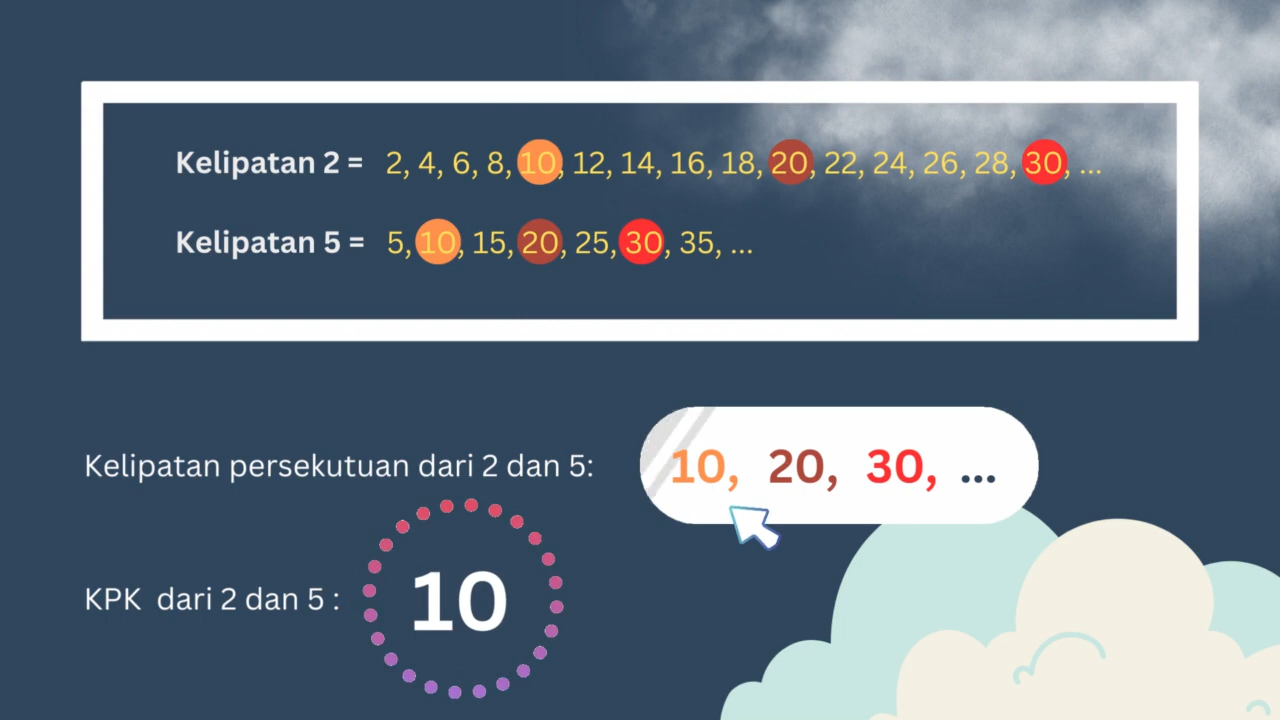 Kelipatan 2 = 2, 4, 6, 8, 10, 12, 14, 16, 18, 20, 22, 24, 26, 28, 30, ...
Kelipatan 5 = 5, 10, 15, 20, 25, 30, 35, ...
Kelipatan persekutuan dari 2 dan 5: 10, 20, 30, ...
KPK dari 2 dan 5 : 10